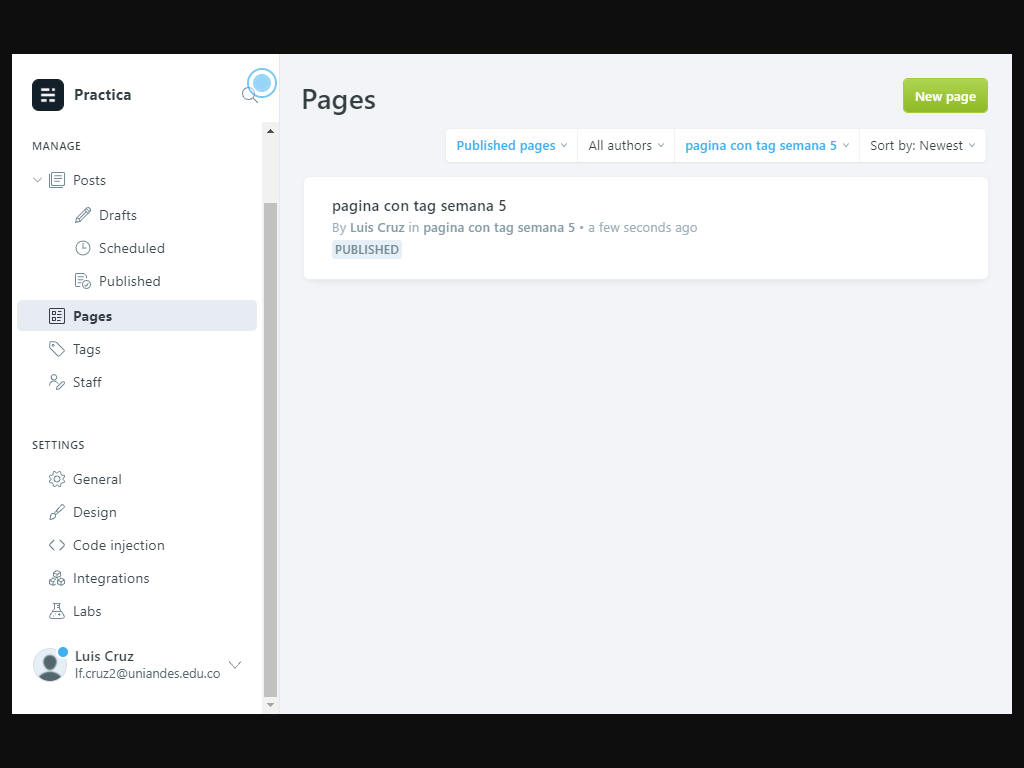 Practica
MANAGE
Posts
Drafts
Scheduled
Published
Pages
Tags
Staff
SETTINGS
General
Design
Code injection
Integrations
Labs
Luis Cruz
lf.cruz2@uniandes.edu.co
Pages
New page
Published pages
All authors
pagina con tag semana 5
Sort by: Newest
pagina con tag semana 5
By Luis Cruz in pagina con tag semana 5 • a few seconds ago
PUBLISHED